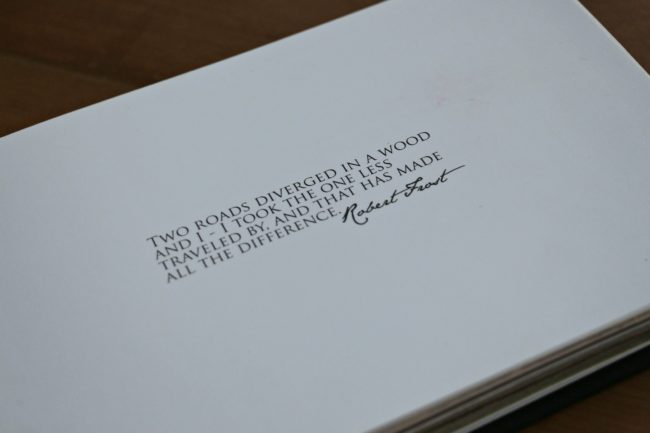 TWO ROADS DIVERGED IN A WOOD
AND I - I TOOK THE ONE LESS
TRAVELED BY, AND THAT HAS MADE
ALL THE DIFFERENCE. Robert Frost